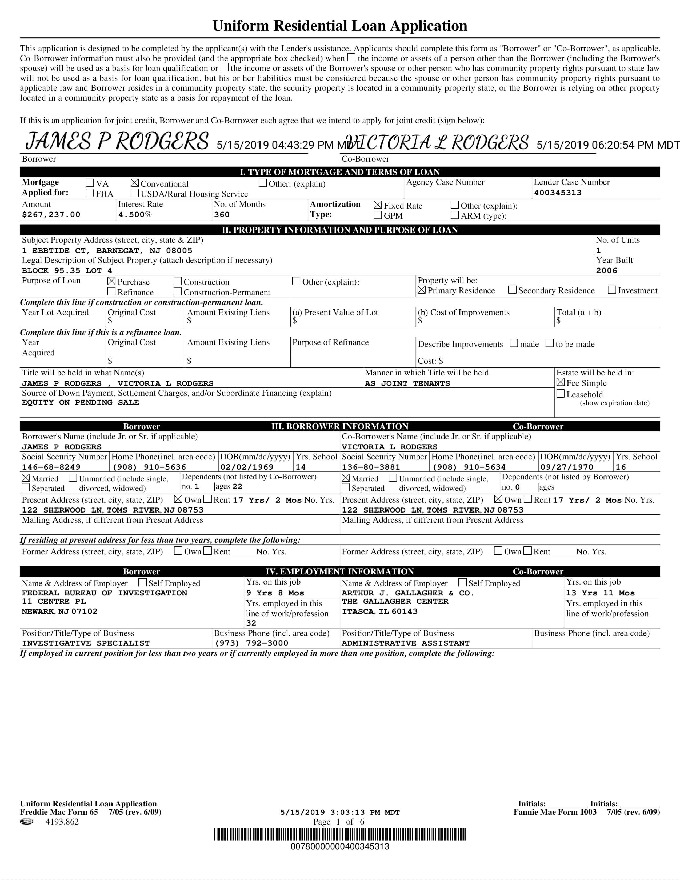 Uniform Residential Loan Application
This application is designed to be completed by the applicant(s) with the Lender's assistance. Applicants should complete this form as "Borrower" or "Co-Borrower", as applicable.
Co-Borrower information must also be provided (and the appropriate box checked) when the income or assets of a person other than the Borrower (including the Borrower's
spouse) will be used as a basis for loan qualification or the income or assets of the Borrower's spouse or other person who has community property rights pursuant to state law
will not be used as a basis for loan qualification, but his or her liabilities must be considered because the spouse or other person has community property rights pursuant to
applicable law and Borrower resides in a community property state, the security property is located in a community property state, or the Borrower is relying on other property
located in a community property state as a basis for repayment of the loan.
If this is an application for joint credit, Borrower and Co-Borrower each agree that we intend to apply for joint credit (sign below):
JAMES P RODGERS 5/15/2019 04:43:29 PM VICTORIA L RODGERS 5/15/2019 06:20:54 PM MDT
Borrower Co-Borrower
I. TYPE OF MORTGAGE AND TERMS OF LOAN
Mortgage VA Conventional Other (explain): Agency Case Number Lender Case Number
Applied for: FHA USDA/Rural Housing Service 400345313
Amount Interest Rate No. of Months Amortization Fixed Rate Other (explain):
$267,237.00 4.500% 360 Type: GPM ARM (type):
II. PROPERTY INFORMATION AND PURPOSE OF LOAN
Subject Property Address (street, city, state & ZIP) No. of Units
1 EBBTIDE CT, BARNEGAT, NJ 08005 1
Legal Description of Subject Property (attach description if necessary) Year Built
BLOCK 95.35 LOT 4 2006
Purpose of Loan Purchase Construction Other (explain): Property will be:
Refinance Construction-Permanent Primary Residence Secondary Residence Investment
Complete this line if construction or construction-permanent loan.
Year Lot Acquired Original Cost Amount Existing Liens (a) Present Value of Lot (b) Cost of Improvements Total (a + b)
$ $ $ $ $
Complete this line if this is a refinance loan.
Year Original Cost Amount Existing Liens Purpose of Refinance Describe Improvements made to be made
Acquired
$ $ Cost: $
Title will be held in what Name(s) Manner in which Title will be held Estate will be held in:
JAMES P RODGERS , VICTORIA L RODGERS AS JOINT TENANTS Fee Simple
Source of Down Payment, Settlement Charges, and/or Subordinate Financing (explain) Leasehold
EQUITY ON PENDING SALE (show expiration date)
Borrower III. BORROWER INFORMATION Co-Borrower
Borrower's Name (include Jr. or Sr. if applicable) Co-Borrower's Name (include Jr. or Sr. if applicable)
JAMES P RODGERS VICTORIA L RODGERS
Social Security Number Home Phone(incl. area code) DOB(mm/dd/yyyy) Yrs. School Social Security Number Home Phone(incl. area code) DOB(mm/dd/yyyy) Yrs. School
146-68-8249 (908) 910-5636 02/02/1969 14 136-80-3881 (908) 910-5634 09/27/1970 16
Married Unmarried (include single, Dependents (not listed by Co-Borrower) Married Unmarried (include single, Dependents (not listed by Borrower)
Separated divorced, widowed) no. 1 ages 22 Separated divorced, widowed) no. 0 ages
Present Address (street, city, state, ZIP) Own Rent 17 Yrs/ 2 Mos No. Yrs. Present Address (street, city, state, ZIP) Own Rent 17 Yrs/ 2 Mos No. Yrs.
122 SHERWOOD LN, TOMS RIVER, NJ 08753 122 SHERWOOD LN, TOMS RIVER, NJ 08753
Mailing Address, if different from Present Address Mailing Address, if different from Present Address
If residing at present address for less than two years, complete the following:
Former Address (street, city, state, ZIP) Own Rent No. Yrs. Former Address (street, city, state, ZIP) Own Rent No. Yrs.
Borrower IV. EMPLOYMENT INFORMATION Co-Borrower
Name & Address of Employer Self Employed Yrs. on this job Name & Address of Employer Self Employed Yrs. on this job
FEDERAL BUREAU OF INVESTIGATION 9 Yrs 8 Mos ARTHUR J. GALLAGHER & CO. 13 Yrs 11 Mos
11 CENTRE PL Yrs. employed in this THE GALLAGHER CENTER Yrs. employed in this
NEWARK, NJ 07102 line of work/profession ITASCA, IL 60143 line of work/profession
32
Position/Title/Type of Business Business Phone (incl. area code) Position/Title/Type of Business Business Phone (incl. area code)
INVESTIGATIVE SPECIALIST (973) 792-3000 ADMINISTRATIVE ASSISTANT
If employed in current position for less than two years or if currently employed in more than one position, complete the following:
Uniform Residential Loan Application Initials: Initials:
Freddie Mac Form 65 7/05 (rev. 6/09) 5/15/2019 3:03:13 PM MDT Fannie Mae Form 1003 7/05 (rev. 6/09)
4193.862 Page 1 of 6
0078000000400345313